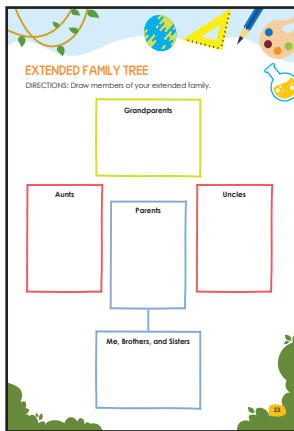 EXTENDED FAMILY TREE
DIRECTIONS: Draw members of your extended family.
Grandparents
Aunts
Uncles
Parents
Me, Brothers, and Sisters
23